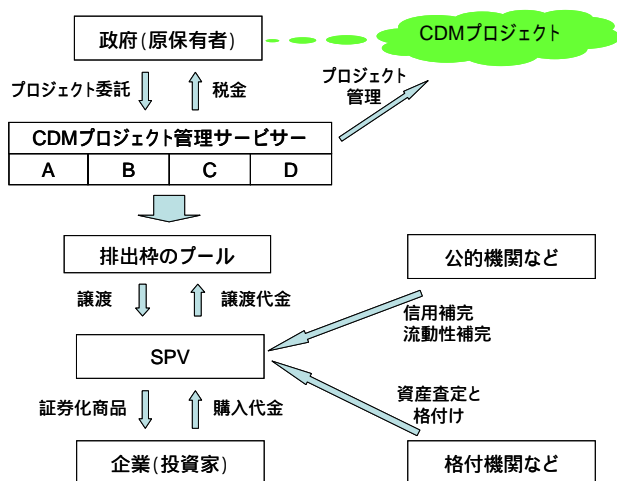 政府(原保有者)
CDMプロジェクト
プロジェクト委託
税金
プロジェクト
管理
CDMプロジェクト管理サービサー
A B C D
排出枠のプール
公的機関など
譲渡
譲渡代金
信用補完
流動性補完
SPV
証券化商品
購入代金
資産査定と
格付け
企業(投資家)
格付機関など